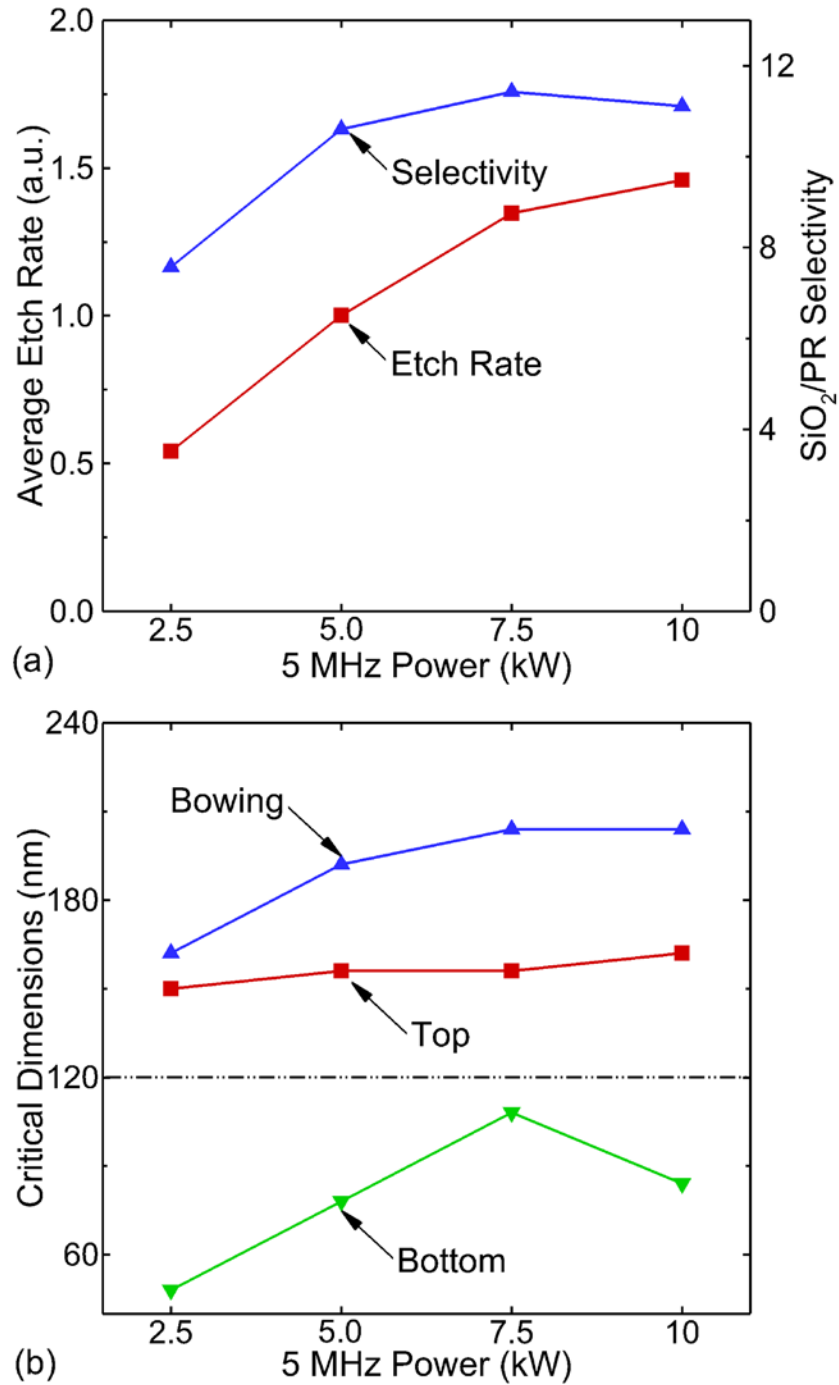 2.0
1.5
1.0
0.5
0.0
Average Etch Rate (a.u.)
12
8
4
0
SiO₂/PR Selectivity
Selectivity
Etch Rate
2.5 5.0 7.5 10
(a) 5 MHz Power (kW)
240
180
120
60
Critical Dimensions (nm)
Bowing
Top
Bottom
2.5 5.0 7.5 10
(b) 5 MHz Power (kW)